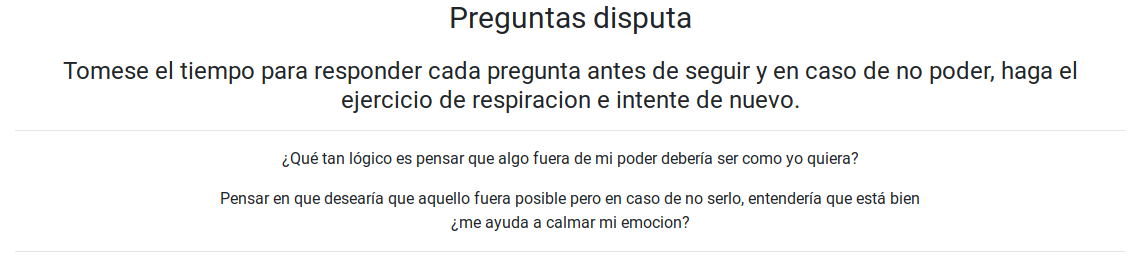 Preguntas disputa
Tomese el tiempo para responder cada pregunta antes de seguir y en caso de no poder, haga el
ejercicio de respiracion e intente de nuevo.
¿Qué tan lógico es pensar que algo fuera de mi poder debería ser como yo quiera?
Pensar en que desearía que aquello fuera posible pero en caso de no serlo, entendería que está bien
¿me ayuda a calmar mi emocion?